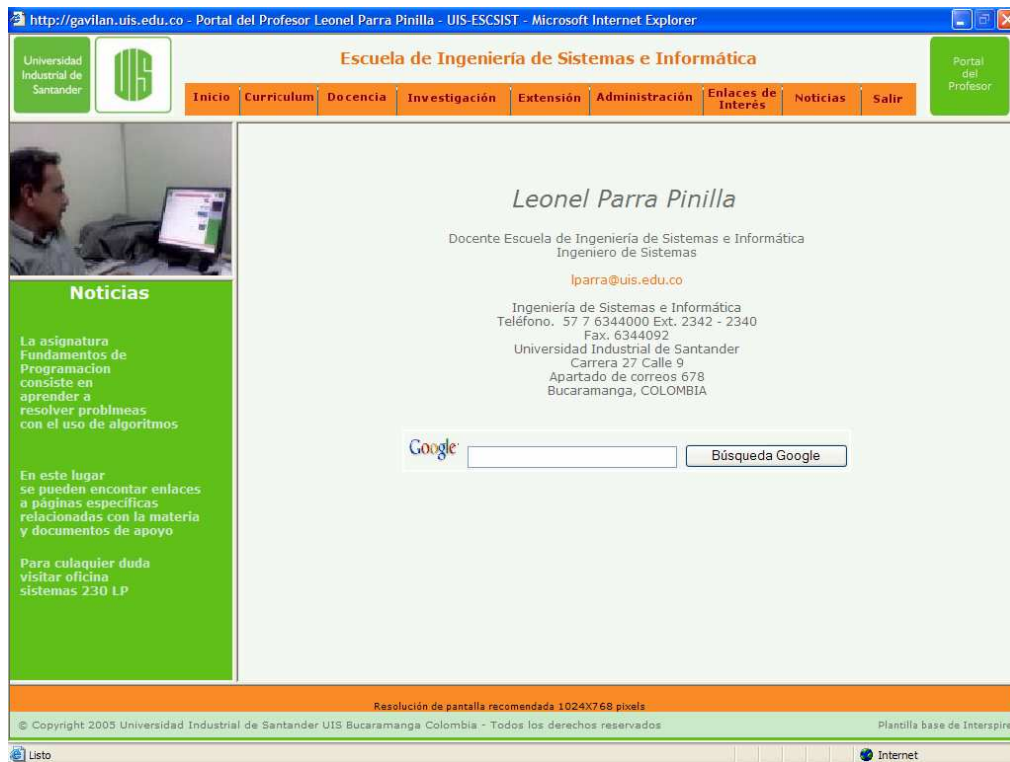 http://gavilan.uis.edu.co - Portal del Profesor Leonel Parra Pinilla - UIS-ESCSIST - Microsoft Internet Explorer
Universidad
Industrial de
Santander
UIS
Escuela de Ingeniería de Sistemas e Informática
Portal
del
Profesor
Inicio Curriculum Docencia Investigación Extensión Administración Enlaces de
Interés Noticias Salir
Leonel Parra Pinilla
Docente Escuela de Ingeniería de Sistemas e Informática
Ingeniero de Sistemas
lparra@uis.edu.co
Ingeniería de Sistemas e Informática
Teléfono. 57 7 6344000 Ext. 2342 - 2340
Fax. 6344092
Universidad Industrial de Santander
Carrera 27 Calle 9
Apartado de correos 678
Bucaramanga, COLOMBIA
Google Búsqueda Google
Noticias
La asignatura
Fundamentos de
Programacion
consiste en
aprender a
resolver problmeas
con el uso de algoritmos
En este lugar
se pueden encontar enlaces
a páginas específicas
relacionadas con la materia
y documentos de apoyo
Para culaquier duda
visitar oficina
sistemas 230 LP
Resolución de pantalla recomendada 1024X768 pixels
© Copyright 2005 Universidad Industrial de Santander UIS Bucaramanga Colombia - Todos los derechos reservados Plantilla base de Interspire
Listo Internet